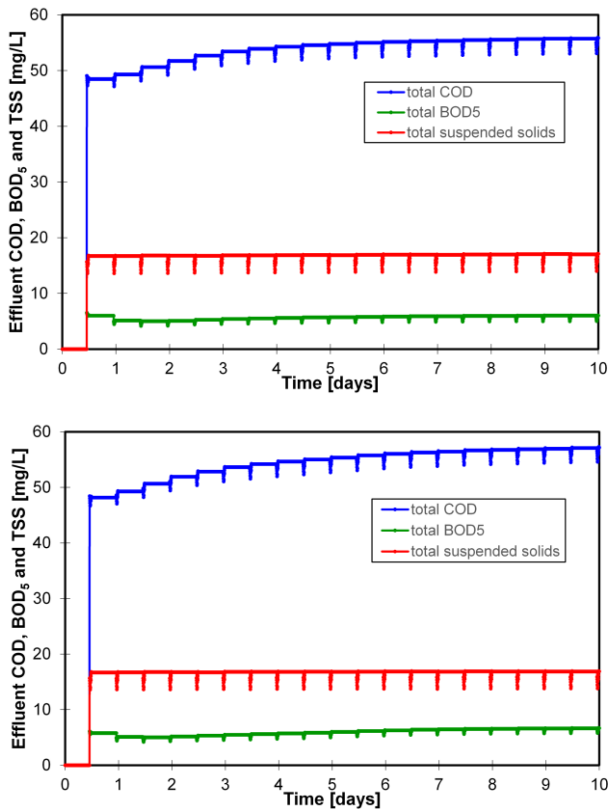 Effluent COD, BOD5 and TSS [mg/L]
60
50
40
30
20
10
0
total COD
total BOD5
total suspended solids
0 1 2 3 4 5 6 7 8 9 10
Time [days]
Effluent COD, BOD5 and TSS [mg/L]
60
50
40
30
20
10
0
total COD
total BOD5
total suspended solids
0 1 2 3 4 5 6 7 8 9 10
Time [days]